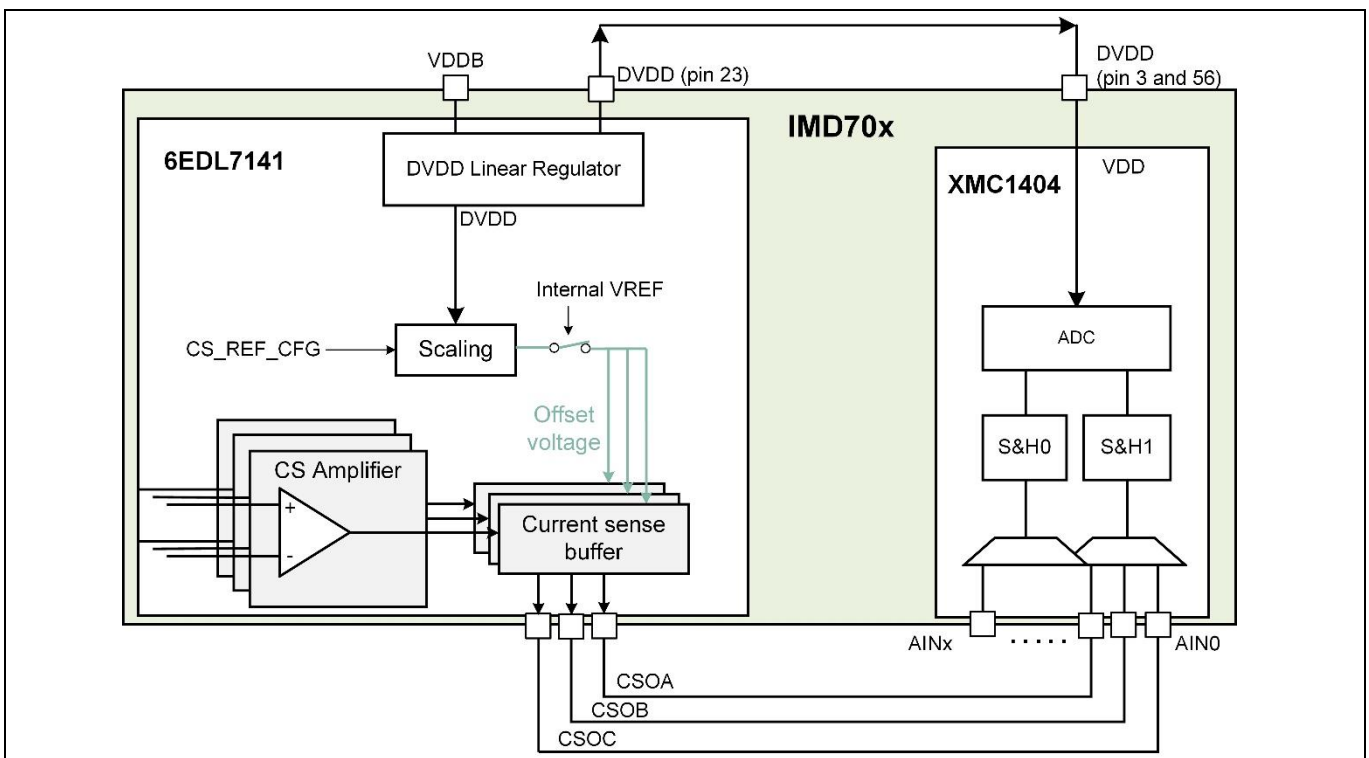 VDDB
DVDD (pin 23)
DVDD
(pin 3 and 56)
IMD70x
6EDL7141
DVDD Linear Regulator
VDD
XMC1404
DVDD
Internal VREF
CS_REF_CFG
Scaling
ADC
Offset
voltage
S&H0
S&H1
CS Amplifier
+
-
Current sense
buffer
AINx
.....
AIN0
CSOA
CSOB
CSOC